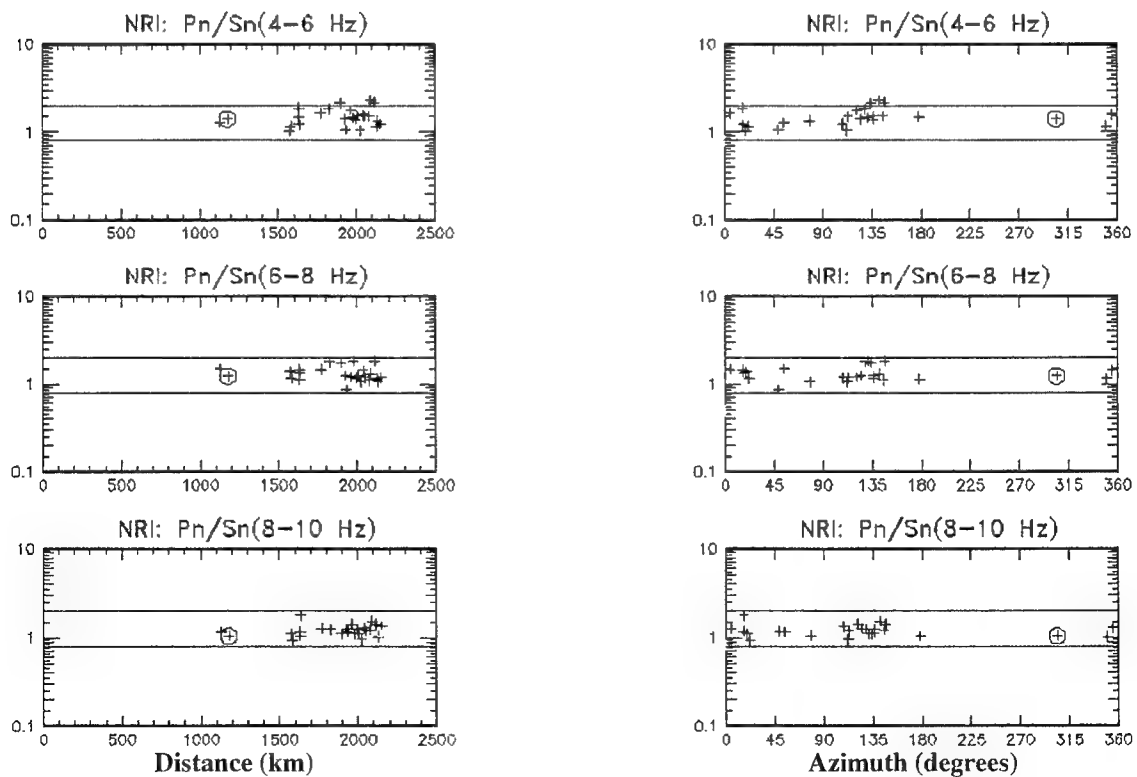 NRI: Pn/Sn(4-6 Hz)
10
1
0.1
0 500 1000 1500 2000 2500
NRI: Pn/Sn(4-6 Hz)
10
1
0.1
0 45 90 135 180 225 270 315 360
NRI: Pn/Sn(6-8 Hz)
10
1
0.1
0 500 1000 1500 2000 2500
NRI: Pn/Sn(6-8 Hz)
10
1
0.1
0 45 90 135 180 225 270 315 360
NRI: Pn/Sn(8-10 Hz)
10
1
0.1
0 500 1000 1500 2000 2500
Distance (km)
NRI: Pn/Sn(8-10 Hz)
10
1
0.1
0 45 90 135 180 225 270 315 360
Azimuth (degrees)